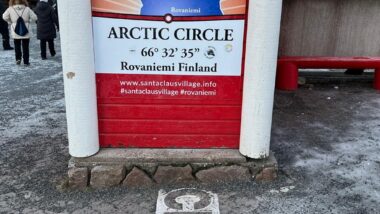 Rovaniemi
ARCTIC CIRCLE
66° 32' 35"
Rovaniemi Finland
www.santaclausvillage.info
#santaclausvillage #rovaniemi